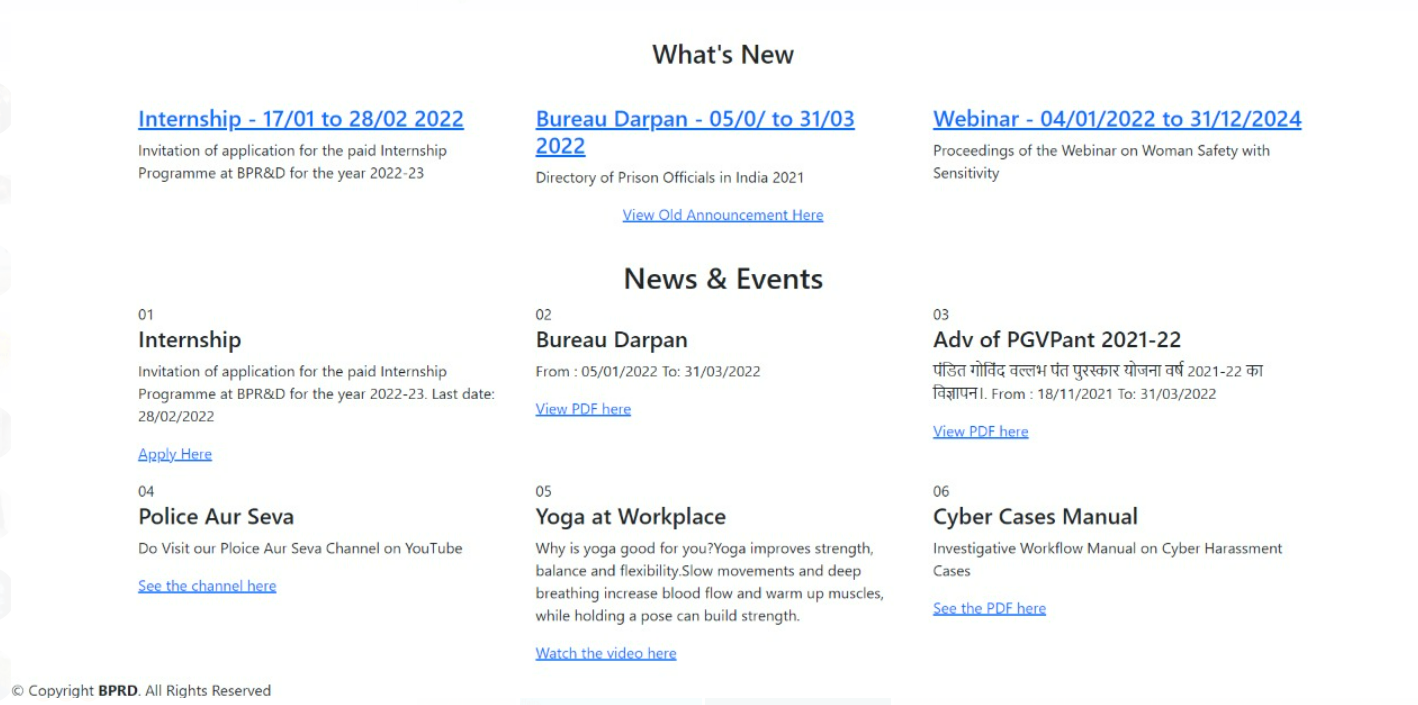 What's New
Internship - 17/01 to 28/02 2022
Invitation of application for the paid Internship
Programme at BPR&D for the year 2022-23
Bureau Darpan - 05/0/ to 31/03
2022
Directory of Prison Officials in India 2021
Webinar - 04/01/2022 to 31/12/2024
Proceedings of the Webinar on Woman Safety with
Sensitivity
View Old Announcement Here
News & Events
01
Internship
Invitation of application for the paid Internship
Programme at BPR&D for the year 2022-23. Last date:
28/02/2022
Apply Here
02
Bureau Darpan
From : 05/01/2022 To: 31/03/2022
View PDF here
03
Adv of PGVPant 2021-22
पंडित गोविंद वल्लभ पंत पुरस्कार योजना वर्ष 2021-22 का
विज्ञापन।. From : 18/11/2021 To: 31/03/2022
View PDF here
04
Police Aur Seva
Do Visit our Ploice Aur Seva Channel on YouTube
See the channel here
05
Yoga at Workplace
Why is yoga good for you?Yoga improves strength,
balance and flexibility.Slow movements and deep
breathing increase blood flow and warm up muscles,
while holding a pose can build strength.
Watch the video here
06
Cyber Cases Manual
Investigative Workflow Manual on Cyber Harassment
Cases
See the PDF here
© Copyright BPRD. All Rights Reserved